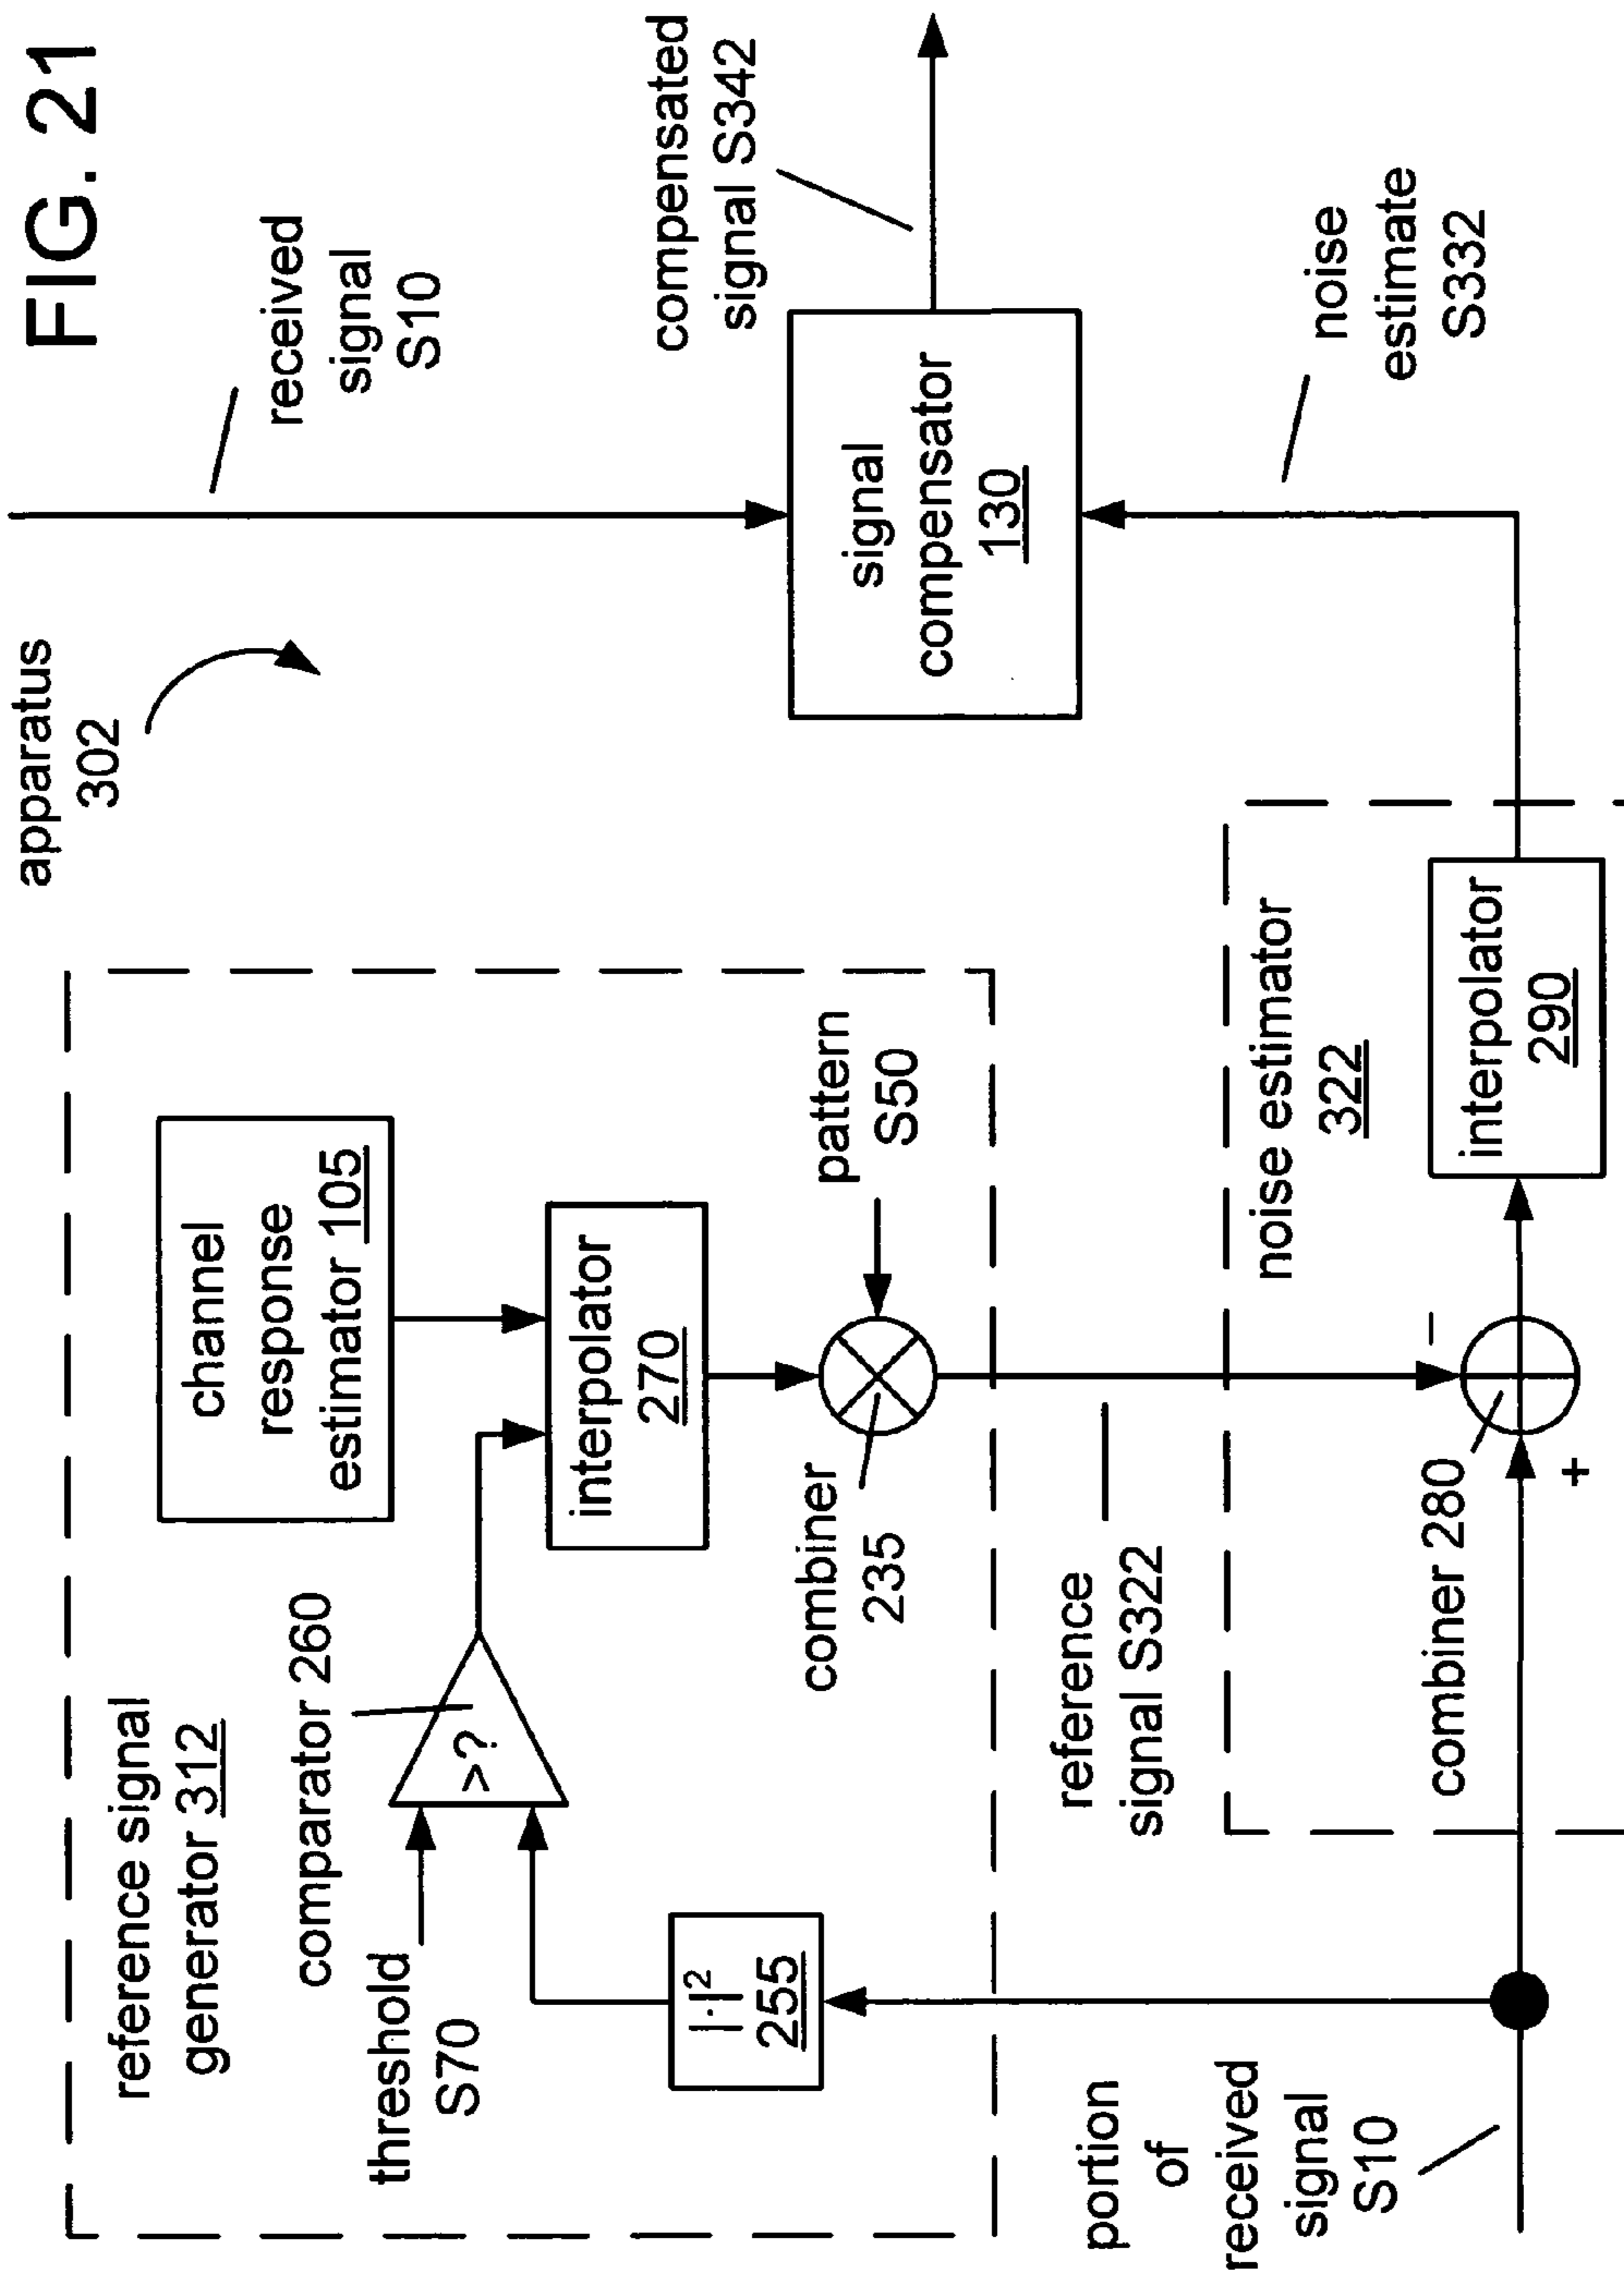 FIG. 21
apparatus
302
received
signal
S10
reference signal
generator 312
channel
response
estimator 105
comparator 260
>?
threshold
S70
interpolator
270
|·|²
255
combiner
235
pattern
S50
signal
compensator
130
compensated
signal S342
reference
signal S322
portion
of
received
signal
S10
noise estimator
322
combiner 280
+
-
interpolator
290
noise
estimate
S332